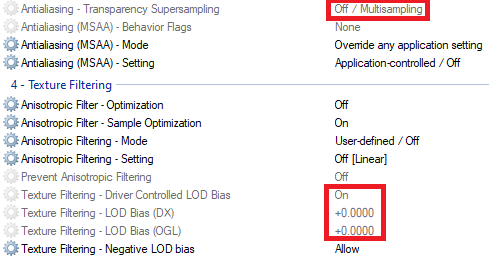 Antialiasing - Transparency Supersampling Off / Multisampling
Antialiasing (MSAA) - Behavior Flags None
Antialiasing (MSAA) - Mode Override any application setting
Antialiasing (MSAA) - Setting Application-controlled / Off
4 - Texture Filtering
Anisotropic Filter - Optimization Off
Anisotropic Filter - Sample Optimization On
Anisotropic Filtering - Mode User-defined / Off
Anisotropic Filtering - Setting Off [Linear]
Prevent Anisotropic Filtering Off
Texture Filtering - Driver Controlled LOD Bias On
Texture Filtering - LOD Bias (DX) +0.0000
Texture Filtering - LOD Bias (OGL) +0.0000
Texture Filtering - Negative LOD bias Allow